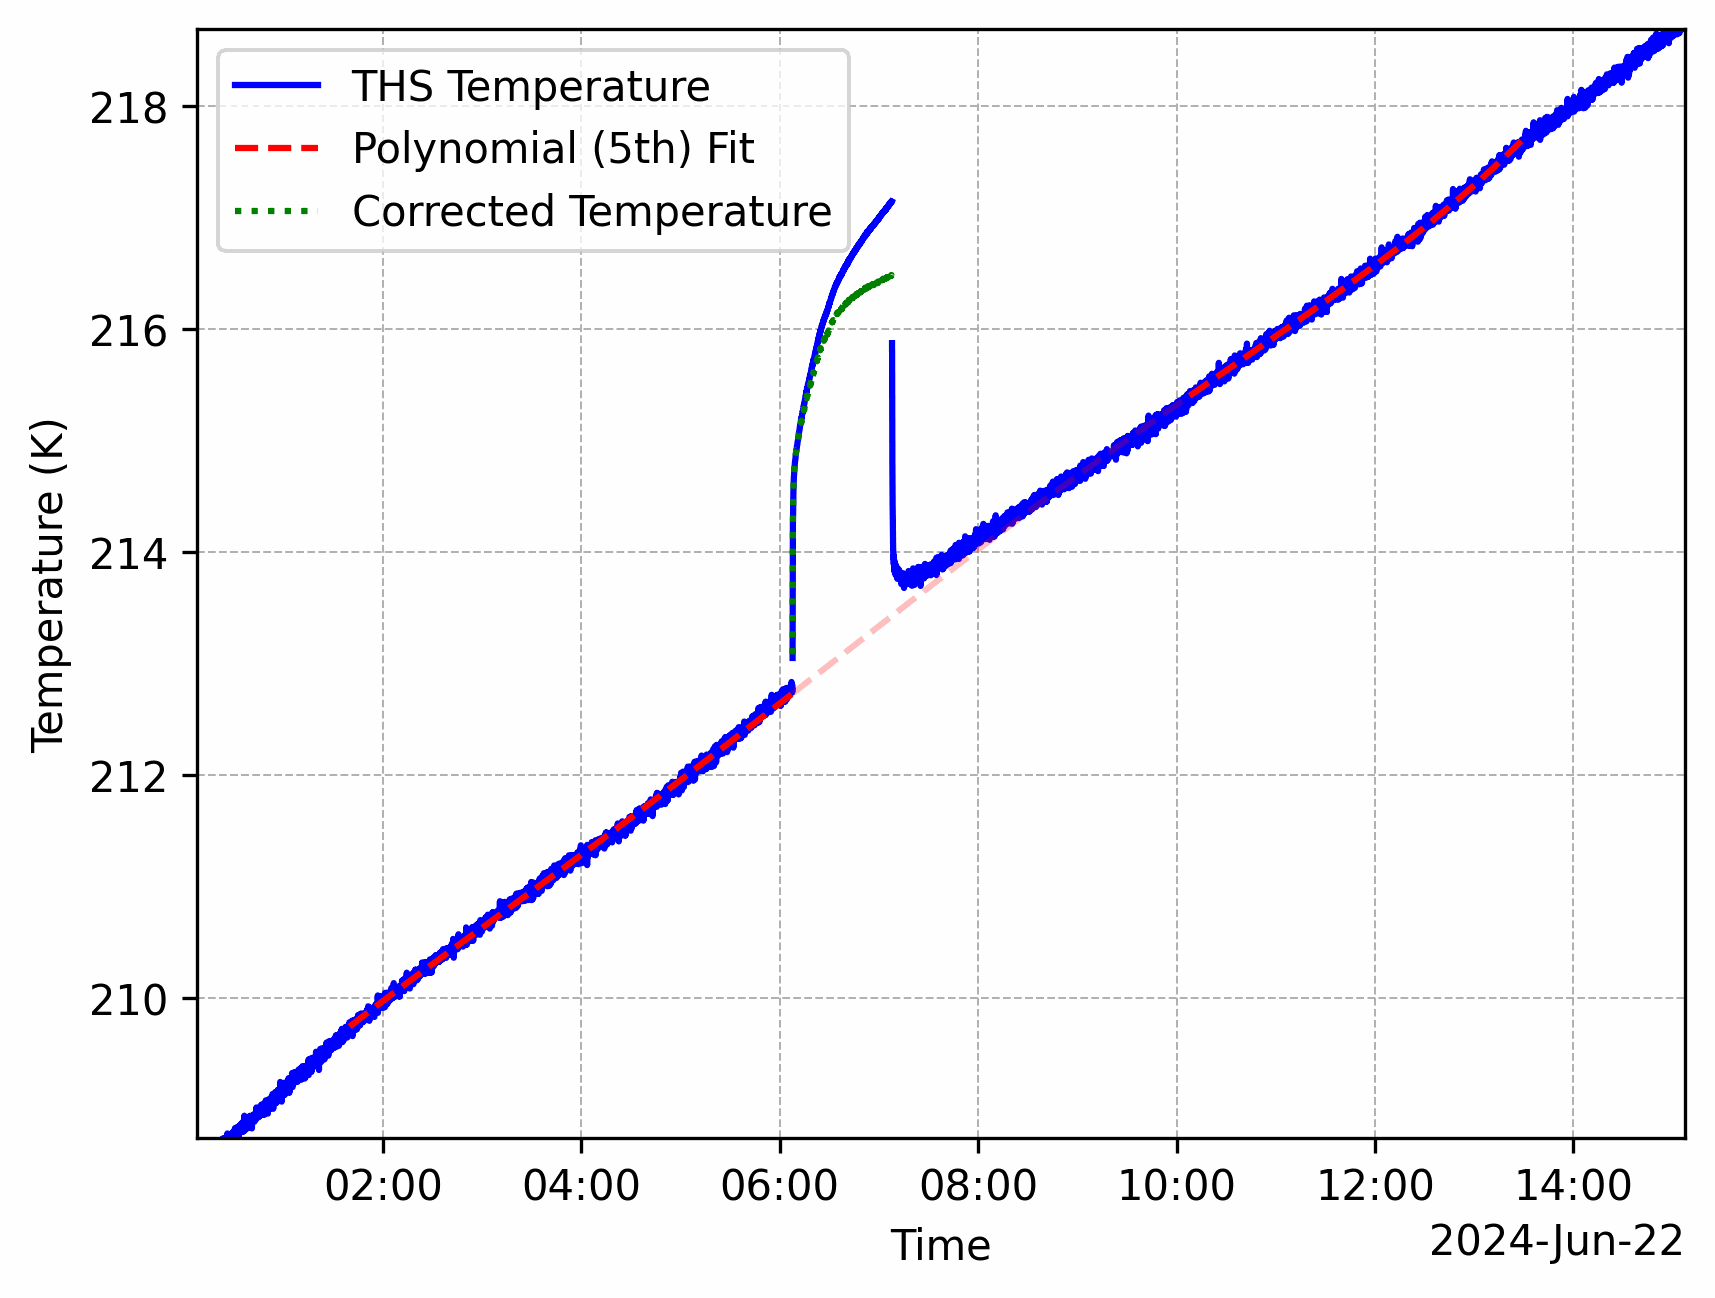 THS Temperature
Polynomial (5th) Fit
Corrected Temperature
218
216
214
212
210
Temperature (K)
02:00 04:00 06:00 08:00 10:00 12:00 14:00
Time
2024-Jun-22